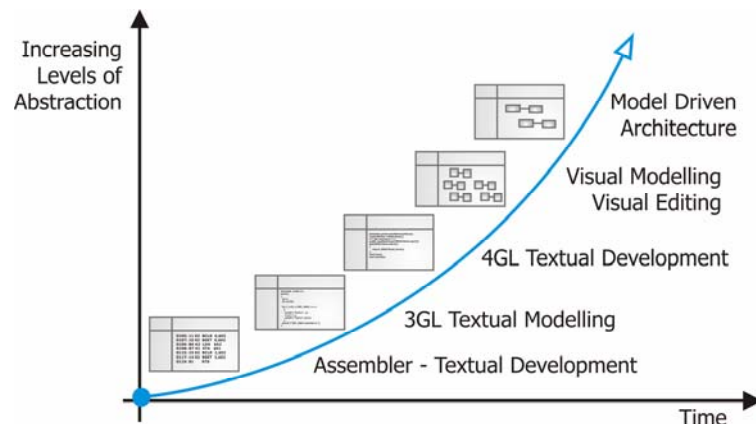 Increasing
Levels of
Abstraction
Model Driven
Architecture
Visual Modelling
Visual Editing
4GL Textual Development
3GL Textual Modelling
Assembler - Textual Development
Time